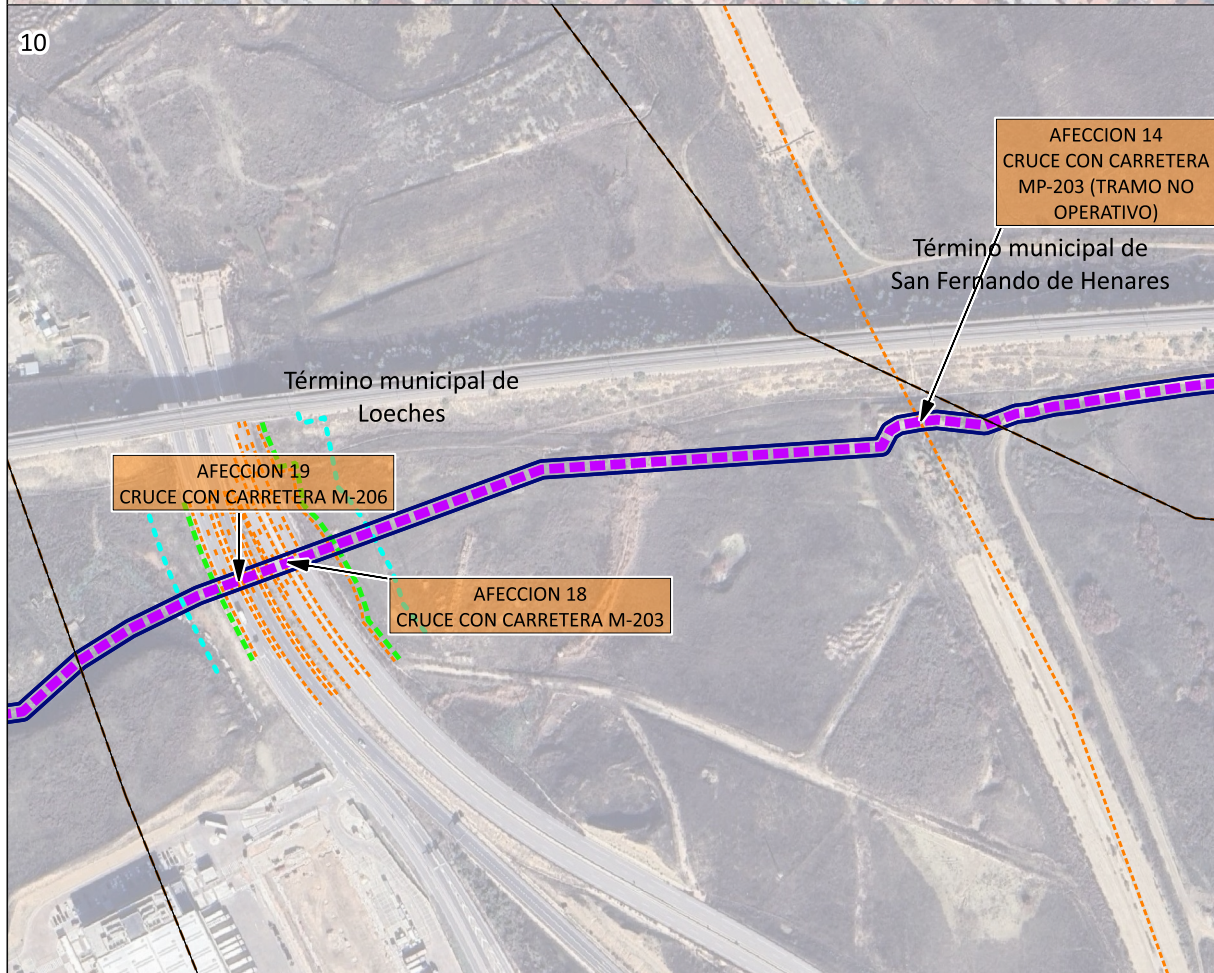 10
AFECCION 14
CRUCE CON CARRETERA
MP-203 (TRAMO NO
OPERATIVO)
Término municipal de
San Fernando de Henares
Término municipal de
Loeches
AFECCION 19
CRUCE CON CARRETERA M-206
AFECCION 18
CRUCE CON CARRETERA M-203